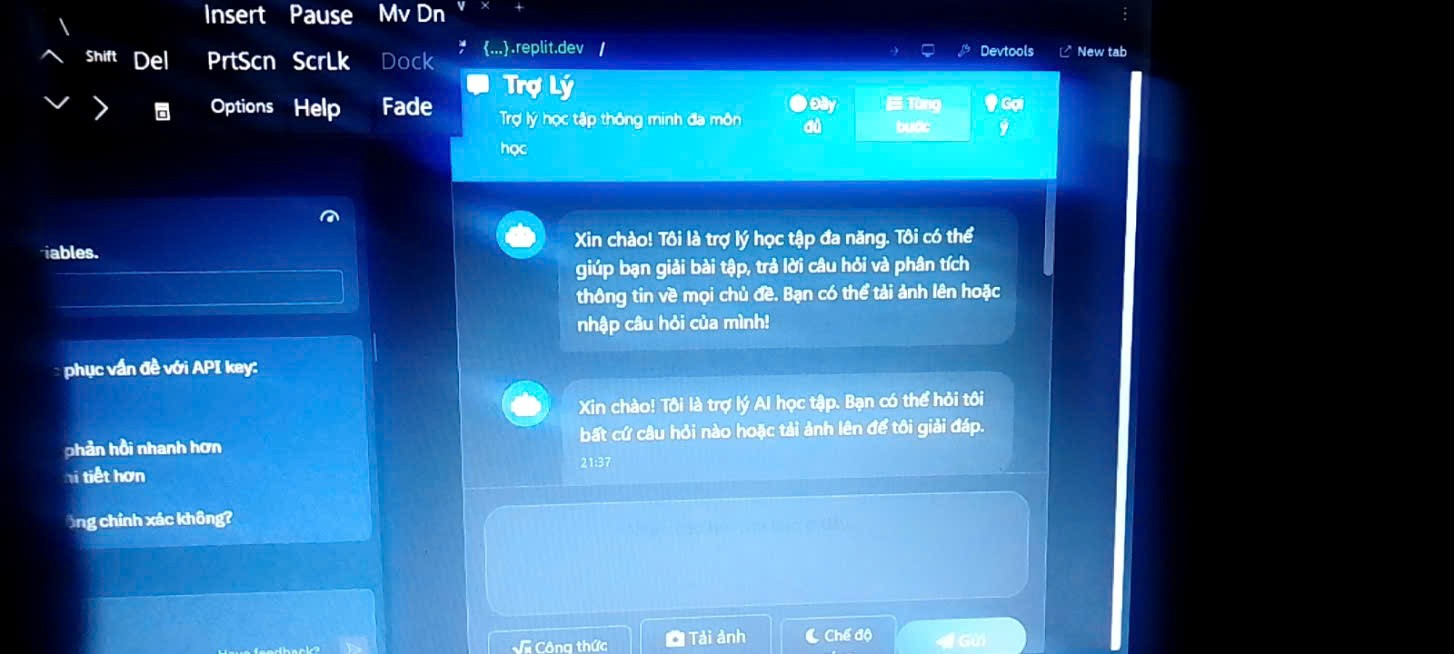 Insert Pause Mv Dn
\
{...}.replit.dev /
Devtools
New tab
Shift Del PrtScn ScrLk Dock
Options Help Fade
Trợ Lý
Trợ lý học tập thông minh đa môn
học
Đầy
đủ
Từng
bước
Gợi
ý
iables.
phục vấn đề với API key:
phản hồi nhanh hơn
tiết hơn
chính xác không?
Have feedback?
Xin chào! Tôi là trợ lý học tập đa năng. Tôi có thể
giúp bạn giải bài tập, trả lời câu hỏi và phân tích
thông tin về mọi chủ đề. Bạn có thể tải ảnh lên hoặc
nhập câu hỏi của mình!
Xin chào! Tôi là trợ lý AI học tập. Bạn có thể hỏi tôi
bất cứ câu hỏi nào hoặc tải ảnh lên để tôi giải đáp.
21:37
Công thức
Tải ảnh
Chế độ
Gửi